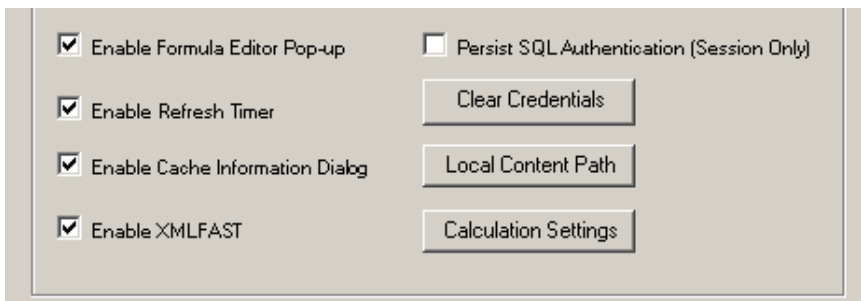 Enable Formula Editor Pop-up
Persist SQL Authentication (Session Only)
Enable Refresh Timer
Clear Credentials
Enable Cache Information Dialog
Local Content Path
Enable XMLFAST
Calculation Settings